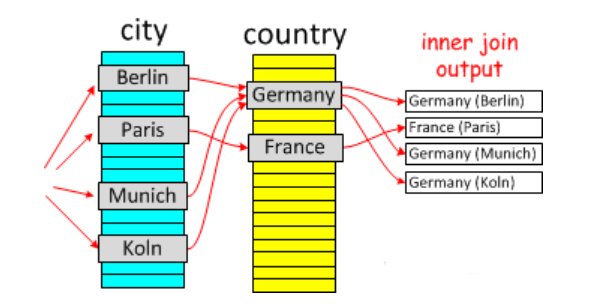 city
country
inner join
output
Berlin
Paris
Munich
Koln
Germany
France
Germany (Berlin)
France (Paris)
Germany (Munich)
Germany (Koln)